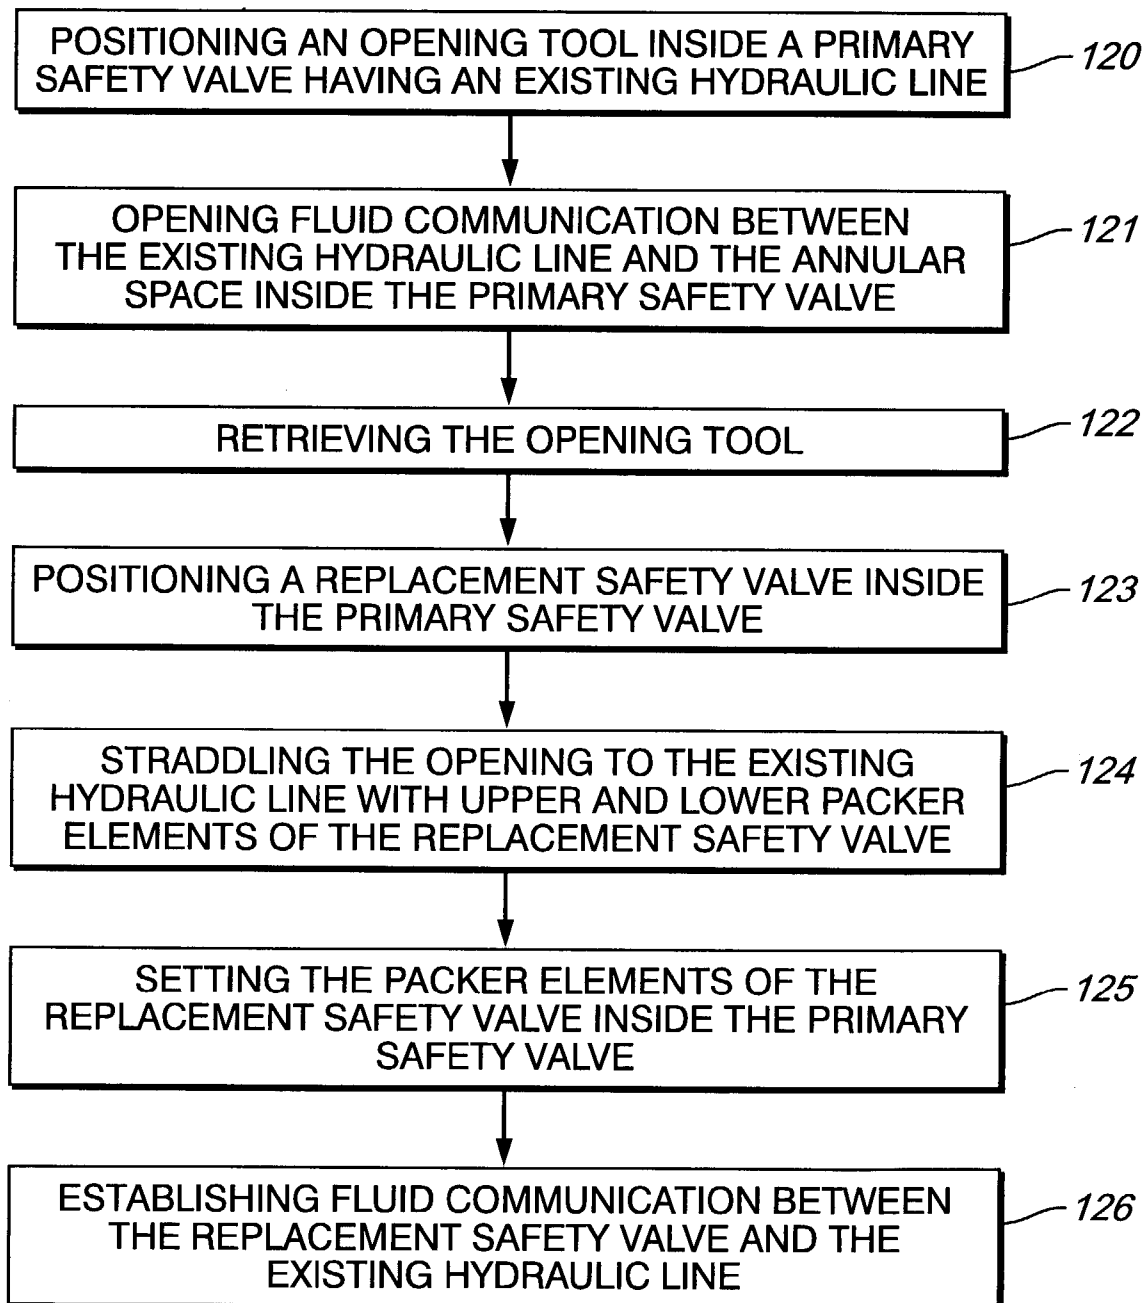 POSITIONING AN OPENING TOOL INSIDE A PRIMARY
SAFETY VALVE HAVING AN EXISTING HYDRAULIC LINE
120
OPENING FLUID COMMUNICATION BETWEEN
THE EXISTING HYDRAULIC LINE AND THE ANNULAR
SPACE INSIDE THE PRIMARY SAFETY VALVE
121
RETRIEVING THE OPENING TOOL
122
POSITIONING A REPLACEMENT SAFETY VALVE INSIDE
THE PRIMARY SAFETY VALVE
123
STRADDLING THE OPENING TO THE EXISTING
HYDRAULIC LINE WITH UPPER AND LOWER PACKER
ELEMENTS OF THE REPLACEMENT SAFETY VALVE
124
SETTING THE PACKER ELEMENTS OF THE
REPLACEMENT SAFETY VALVE INSIDE THE PRIMARY
SAFETY VALVE
125
ESTABLISHING FLUID COMMUNICATION BETWEEN
THE REPLACEMENT SAFETY VALVE AND THE
EXISTING HYDRAULIC LINE
126